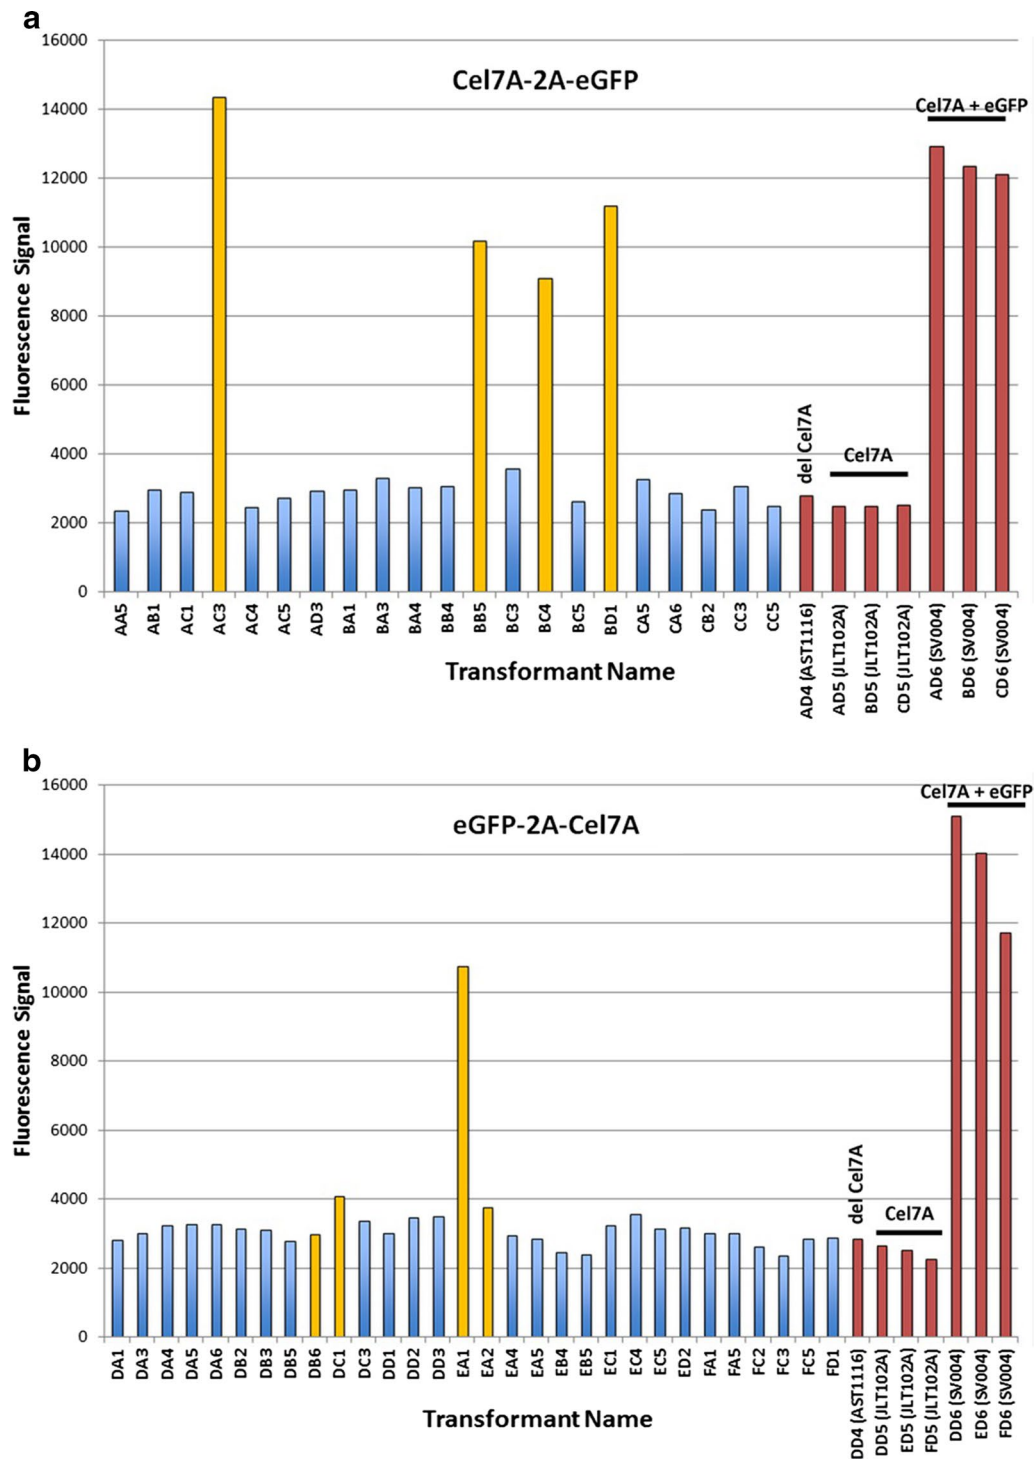 a
16000
14000
12000
10000
8000
6000
4000
2000
0
Fluorescence Signal
Cel7A-2A-eGFP
Cel7A + eGFP
del Cel7A
Cel7A
AA5
AB1
AC1
AC3
AC4
AC5
AD3
BA1
BA3
BA4
BB4
BB5
BC3
BC4
BC5
BD1
CA5
CA6
CB2
CC3
CC5
AD4 (AST1116)
AD5 (JLT102A)
BD5 (JLT102A)
CD5 (JLT102A)
AD6 (SV004)
BD6 (SV004)
CD6 (SV004)
Transformant Name
b
16000
14000
12000
10000
8000
6000
4000
2000
0
Fluorescence Signal
eGFP-2A-Cel7A
Cel7A + eGFP
del Cel7A
Cel7A
DA1
DA3
DA4
DA5
DA6
DB2
DB3
DB5
DB6
DC1
DC3
DD1
DD2
DD3
EA1
EA2
EA4
EA5
EB4
EB5
EC1
EC4
EC5
ED2
FA1
FA5
FC2
FC3
FC5
FD1
DD4 (AST1116)
DD5 (JLT102A)
ED5 (JLT102A)
FD5 (JLT102A)
DD6 (SV004)
ED6 (SV004)
FD6 (SV004)
Transformant Name